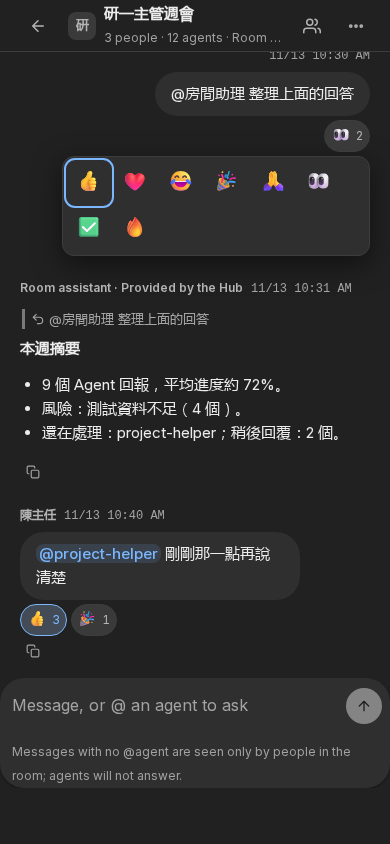 研
研一主管週會
3 people · 12 agents · Room …
11/13 10:30 AM
@房間助理 整理上面的回答
👀 2
👍 ❤️ 😂 🎉 🙏 👀
✅ 🔥
Room assistant · Provided by the Hub 11/13 10:31 AM
@房間助理 整理上面的回答
本週摘要
• 9 個 Agent 回報，平均進度約 72%。
• 風險：測試資料不足（4 個）。
• 還在處理：project-helper；稍後回覆：2 個。
陳主任 11/13 10:40 AM
@project-helper 剛剛那一點再說
清楚
👍 3 🎉 1
Message, or @ an agent to ask
Messages with no @agent are seen only by people in the
room; agents will not answer.